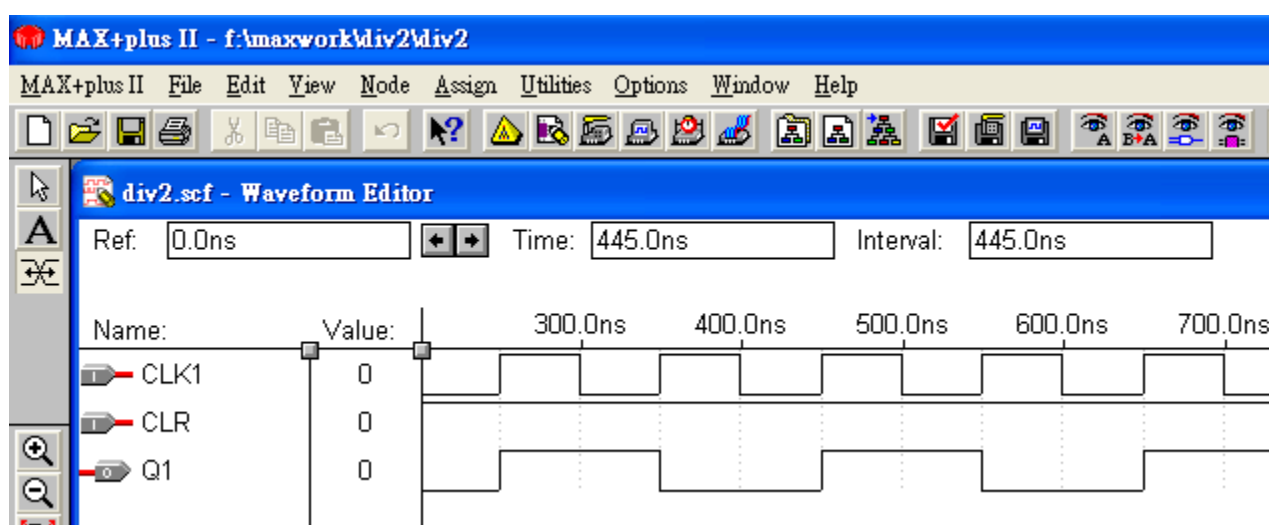 MAX+plus II - f:\maxwork\div2\div2
MAX+plus II File Edit View Node Assign Utilities Options Window Help
div2.scf - Waveform Editor
A Ref: 0.0ns Time: 445.0ns Interval: 445.0ns
Name: Value: 300.0ns 400.0ns 500.0ns 600.0ns 700.0ns
CLK1 0
CLR 0
Q1 0